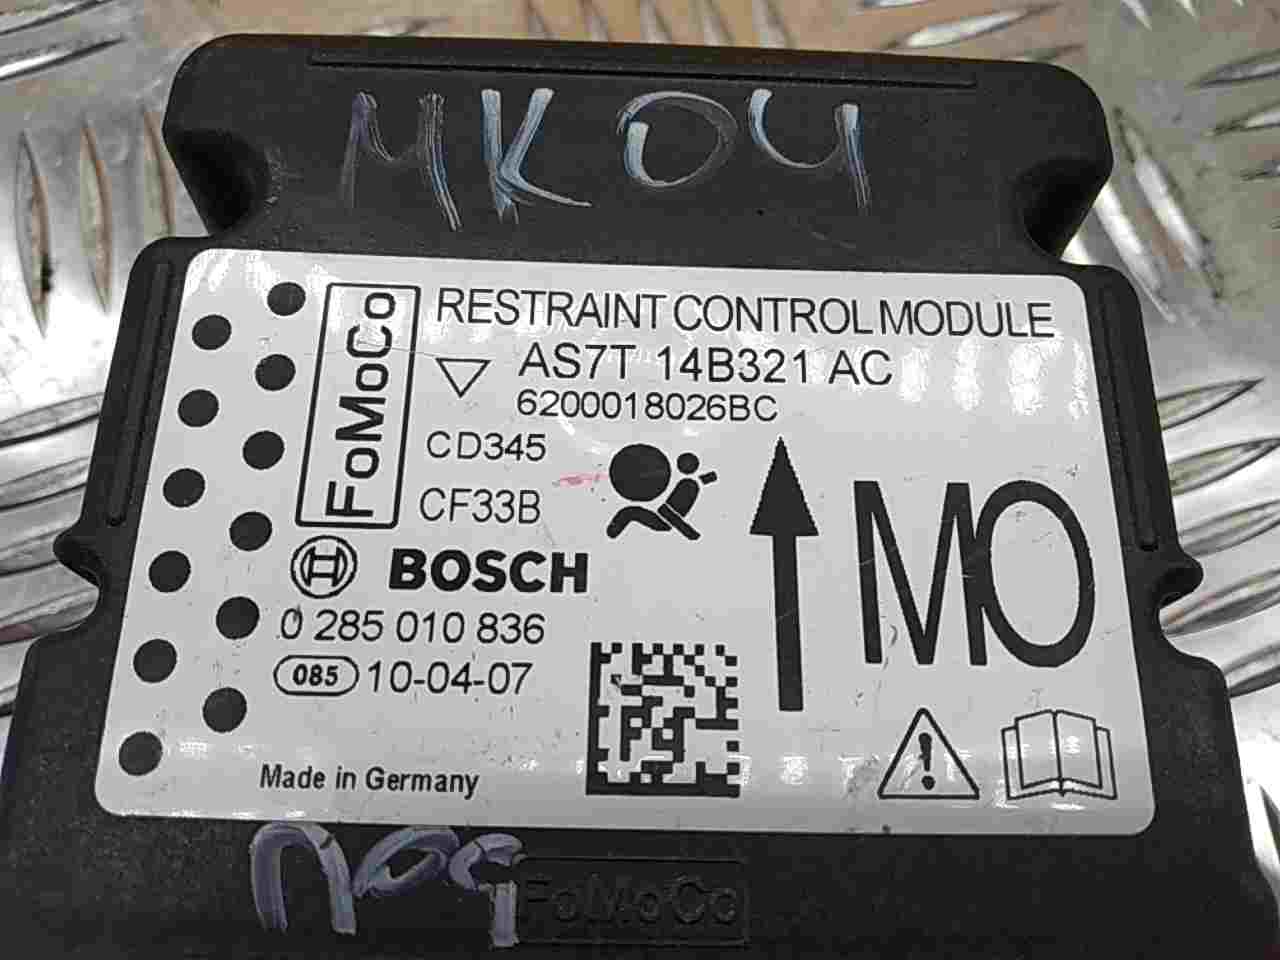 MK04
FoMoCo
RESTRAINT CONTROL MODULE
AS7T 14B321 AC
6200018026BC
CD345
CF33B
MO
BOSCH
0 285 010 836
085 10-04-07
Made in Germany
FoMoCo